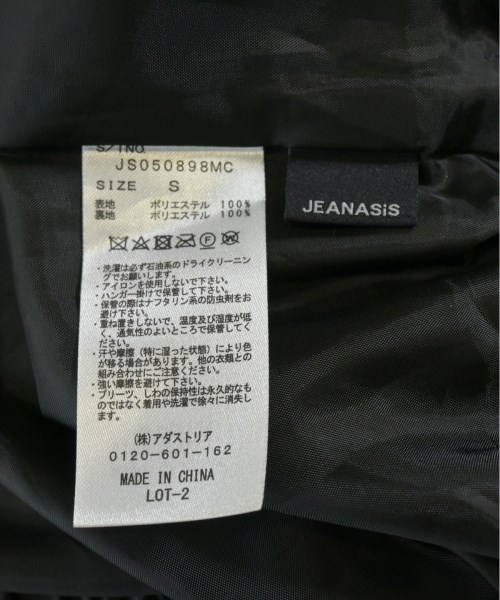 S/TNO.
JS050898MC
SIZE S
表地 ポリエステル 100%
裏地 ポリエステル 100%
・洗濯は必ず石油系のドライクリーニン
グでお願いします。
・アイロンを使用しないで下さい。
・ハンガー掛けで保管して下さい。
・保管の際はナフタリン系の防虫剤をお
避け下さい。
・重ね置きしないで、温度及び湿度が低
く、通気性のよいところで保管してくだ
さい。
・汗や摩擦（特に湿った状態）により色
が移る場合があります。他の衣類との
組み合わせにご注意下さい。
・強い摩擦を避けて下さい。
・プリーツ、しわの保持性は永久的なも
のではなく着用や洗濯で徐々に消失し
ます。
(株)アダストリア
0120-601-162
MADE IN CHINA
LOT-2
JEANASiS